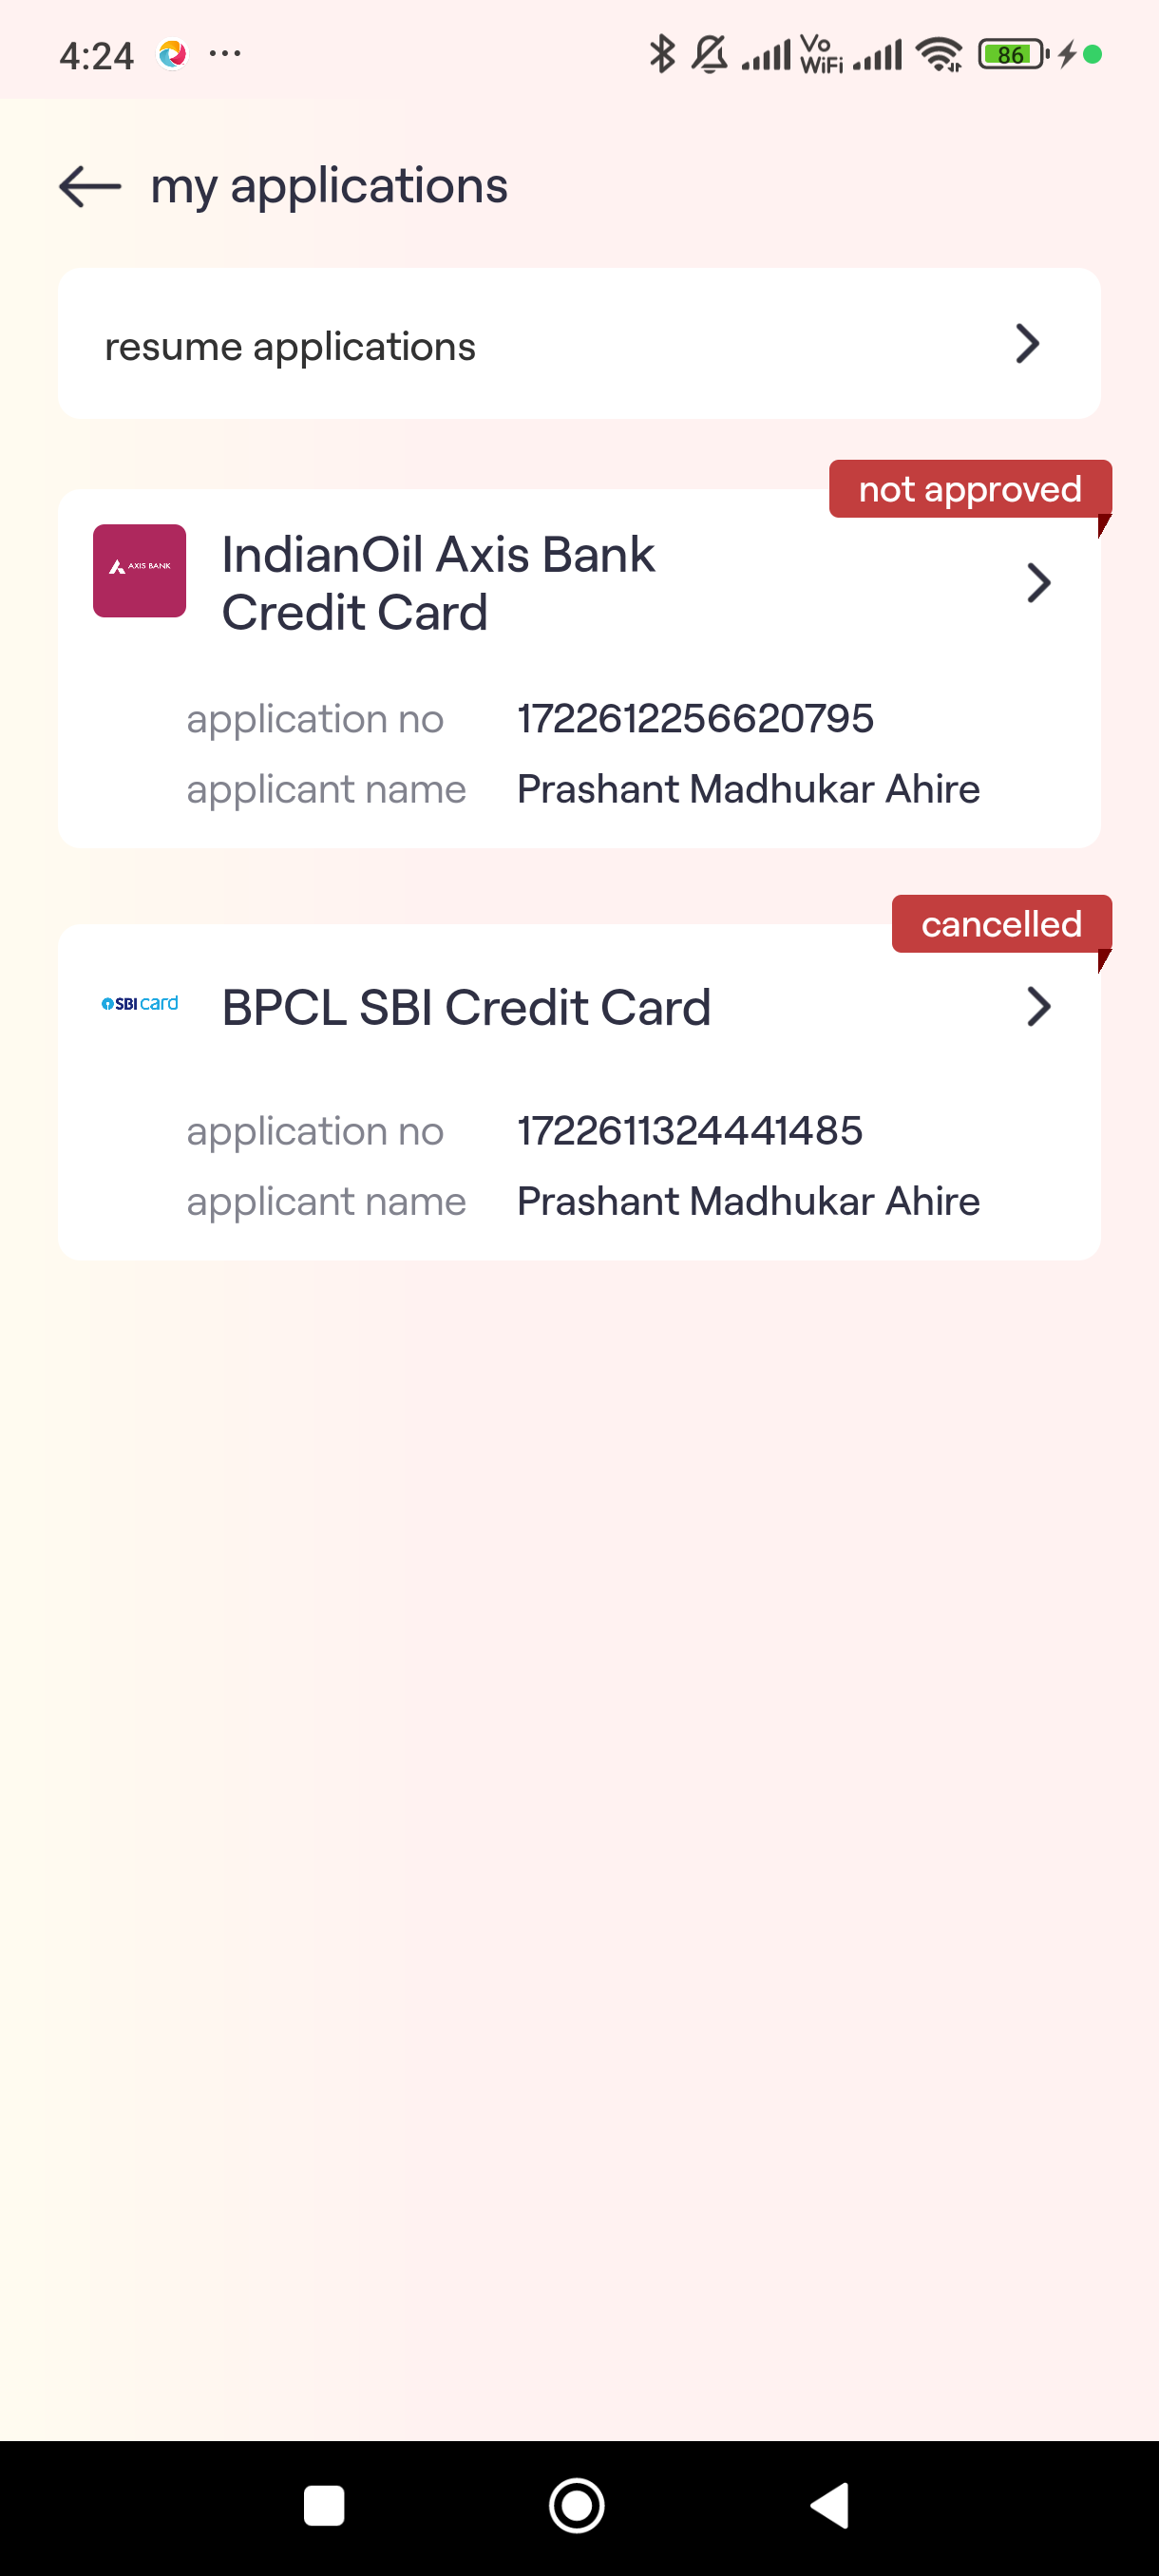 4:24
Vo
WiFi
86
my applications
resume applications
not approved
AXIS BANK
IndianOil Axis Bank
Credit Card
application no 1722612256620795
applicant name Prashant Madhukar Ahire
cancelled
SBI card
BPCL SBI Credit Card
application no 1722611324441485
applicant name Prashant Madhukar Ahire